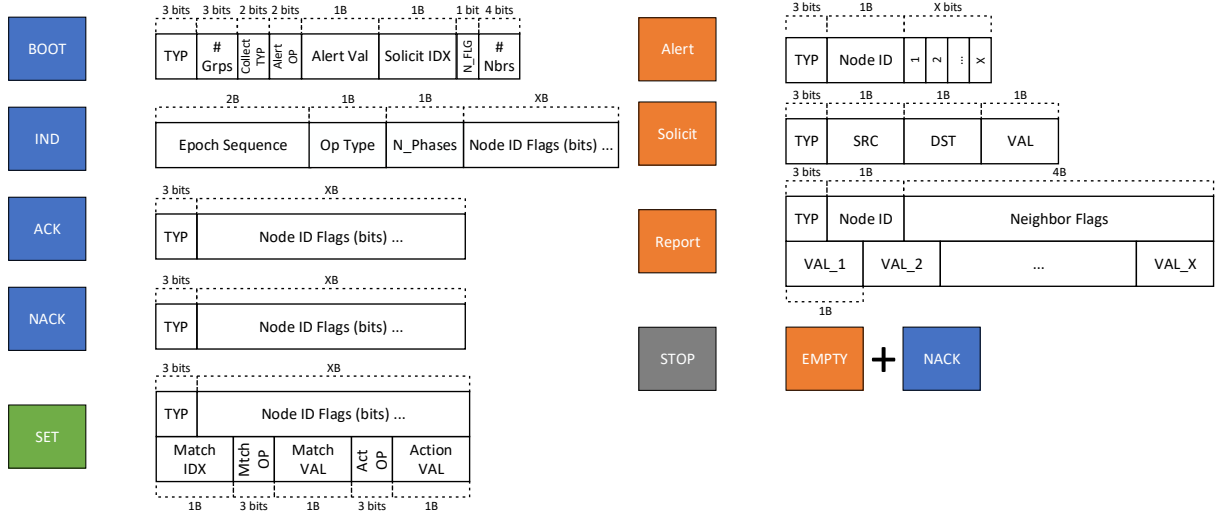 3 bits 3 bits 2 bits 2 bits 1B 1B 1 bit 4 bits
BOOT
TYP
#
Grps
Collect
TYP
Alert
OP
Alert Val
Solicit IDX
N_FLG
#
Nbrs
2B 1B 1B XB
IND
Epoch Sequence
Op Type
N_Phases
Node ID Flags (bits) ...
3 bits XB
ACK
TYP
Node ID Flags (bits) ...
3 bits XB
NACK
TYP
Node ID Flags (bits) ...
3 bits XB
SET
TYP
Node ID Flags (bits) ...
Match
IDX
Mtch
OP
Match
VAL
Act
OP
Action
VAL
1B 3 bits 1B 3 bits 1B
3 bits 1B X bits
Alert
TYP
Node ID
1
2
...
X
3 bits 1B 1B 1B
Solicit
TYP
SRC
DST
VAL
3 bits 1B 4B
Report
TYP
Node ID
Neighbor Flags
VAL_1
VAL_2
...
VAL_X
1B
STOP
EMPTY
+
NACK